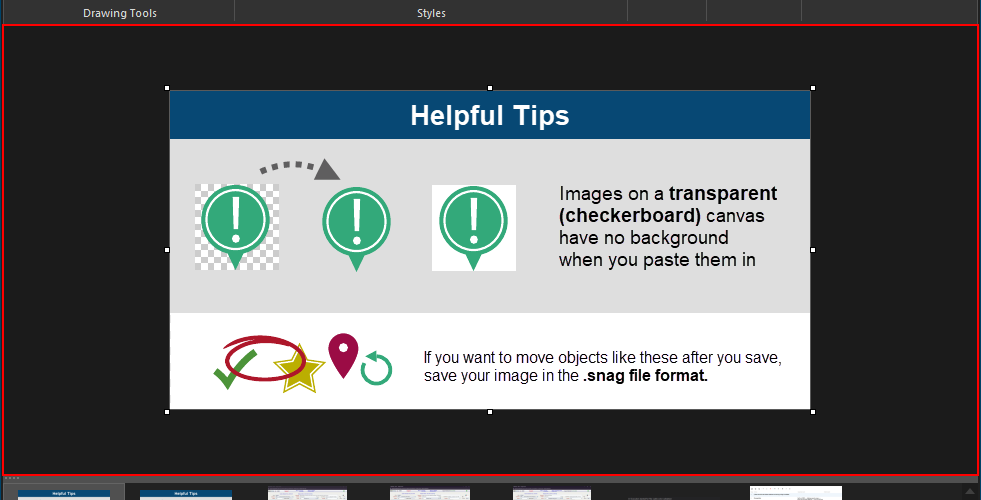 Drawing Tools
Styles
Helpful Tips
Images on a transparent
(checkerboard) canvas
have no background
when you paste them in
If you want to move objects like these after you save,
save your image in the .snag file format.
Helpful Tips
Helpful Tips